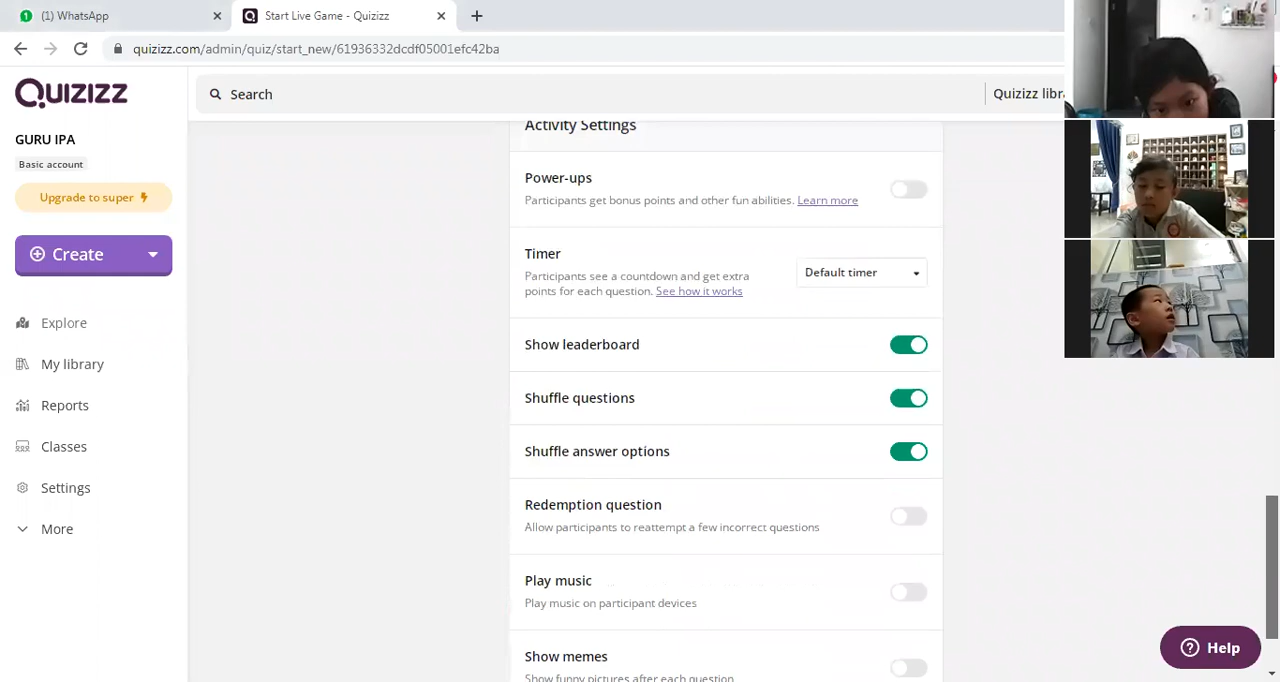 (1) WhatsApp
Start Live Game - Quizizz
quizizz.com/admin/quiz/start_new/61936332dcdf05001efc42ba
QUIZIZZ
Search
Quizizz libra
GURU IPA
Basic account
Upgrade to super
Create
Explore
My library
Reports
Classes
Settings
More
Activity Settings
Power-ups
Participants get bonus points and other fun abilities. Learn more
Timer
Participants see a countdown and get extra
points for each question. See how it works
Default timer
Show leaderboard
Shuffle questions
Shuffle answer options
Redemption question
Allow participants to reattempt a few incorrect questions
Play music
Play music on participant devices
Show memes
Show funny pictures after each question
Help